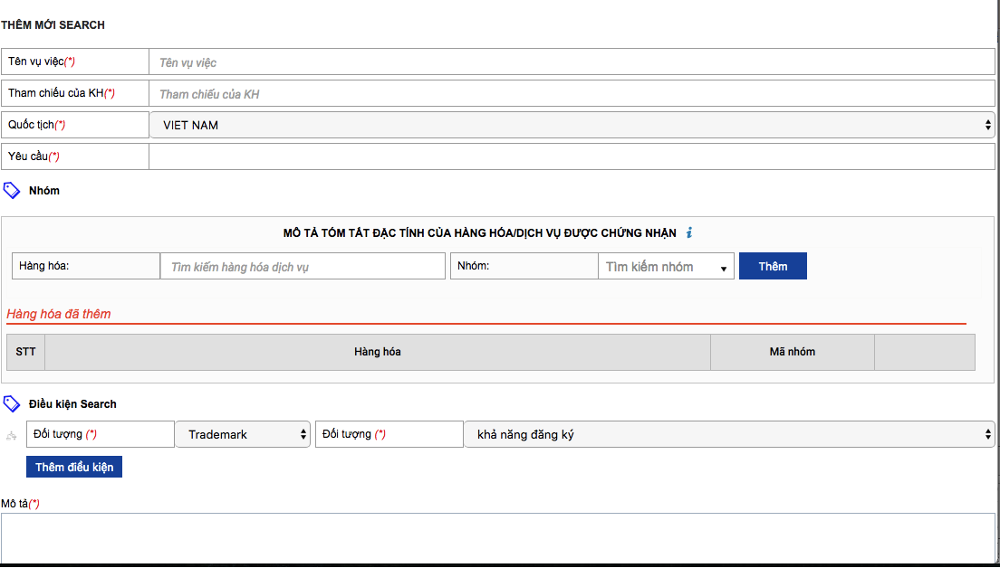 THÊM MỚI SEARCH
Tên vụ việc(*) Tên vụ việc
Tham chiếu của KH(*) Tham chiếu của KH
Quốc tịch(*) VIET NAM
Yêu cầu(*)
Nhóm
MÔ TẢ TÓM TẮT ĐẶC TÍNH CỦA HÀNG HÓA/DỊCH VỤ ĐƯỢC CHỨNG NHẬN i
Hàng hóa: Tìm kiếm hàng hóa dịch vụ Nhóm: Tìm kiếm nhóm Thêm
Hàng hóa đã thêm
STT Hàng hóa Mã nhóm
Điều kiện Search
Đối tượng (*) Trademark Đối tượng (*) khả năng đăng ký
Thêm điều kiện
Mô tả(*)